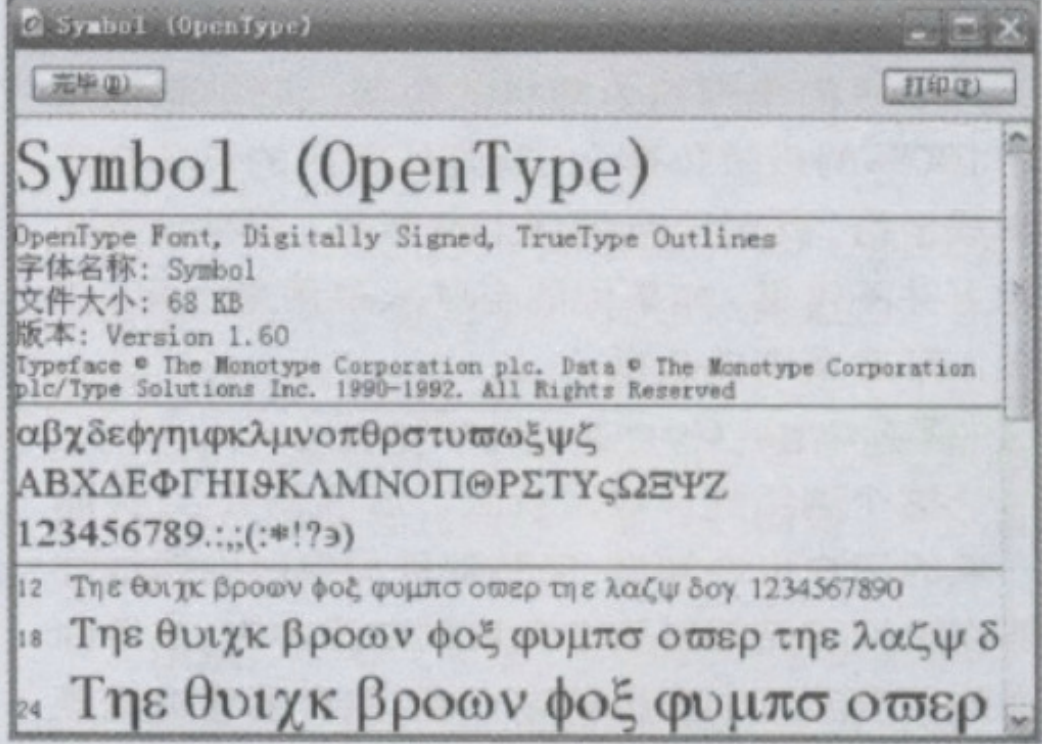 Symbol (OpenType)
完毕(D)
打印(P)
Symbol (OpenType)
OpenType Font, Digitally Signed, TrueType Outlines
字体名称: Symbol
文件大小: 68 KB
版本: Version 1.60
Typeface © The Monotype Corporation plc. Data © The Monotype Corporation
plc/Type Solutions Inc. 1990-1992. All Rights Reserved
αβχδεφγηιϕκλμνοπθρστυϖωξψζ
ΑΒΧΔΕΦΓΗΙϑΚΛΜΝΟΠΘΡΣΤΥςΩΞΨΖ
123456789.:,;(:*!?϶)
12 Τηε θυιχκ βροων φοξ ϕυμπσ οϖερ τηε λαζψ δογ. 1234567890
18 Τηε θυιχκ βροων φοξ ϕυμπσ οϖερ τηε λαζψ δ
24 Τηε θυιχκ βροων φοξ ϕυμπσ οϖερ